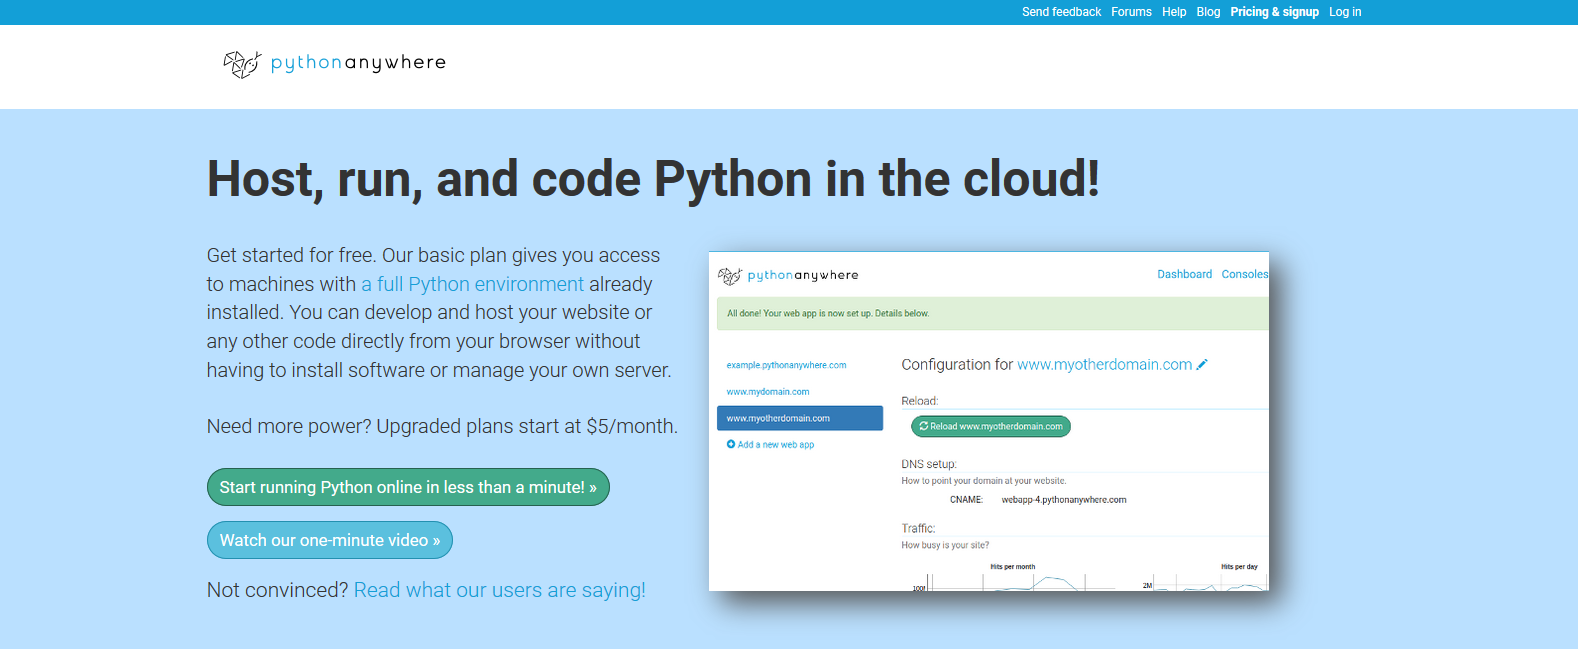 Send feedback Forums Help Blog Pricing & signup Log in
pythonanywhere
Host, run, and code Python in the cloud!
Get started for free. Our basic plan gives you access
to machines with a full Python environment already
installed. You can develop and host your website or
any other code directly from your browser without
having to install software or manage your own server.
Need more power? Upgraded plans start at $5/month.
Start running Python online in less than a minute! »
Watch our one-minute video »
Not convinced? Read what our users are saying!
pythonanywhere
Dashboard Consoles
All done! Your web app is now set up. Details below.
example.pythonanywhere.com
www.mydomain.com
www.myotherdomain.com
Add a new web app
Configuration for www.myotherdomain.com
Reload:
Reload www.myotherdomain.com
DNS setup:
How to point your domain at your website.
CNAME: webapp-4.pythonanywhere.com
Traffic:
How busy is your site?
Hits per month
Hits per day
2M